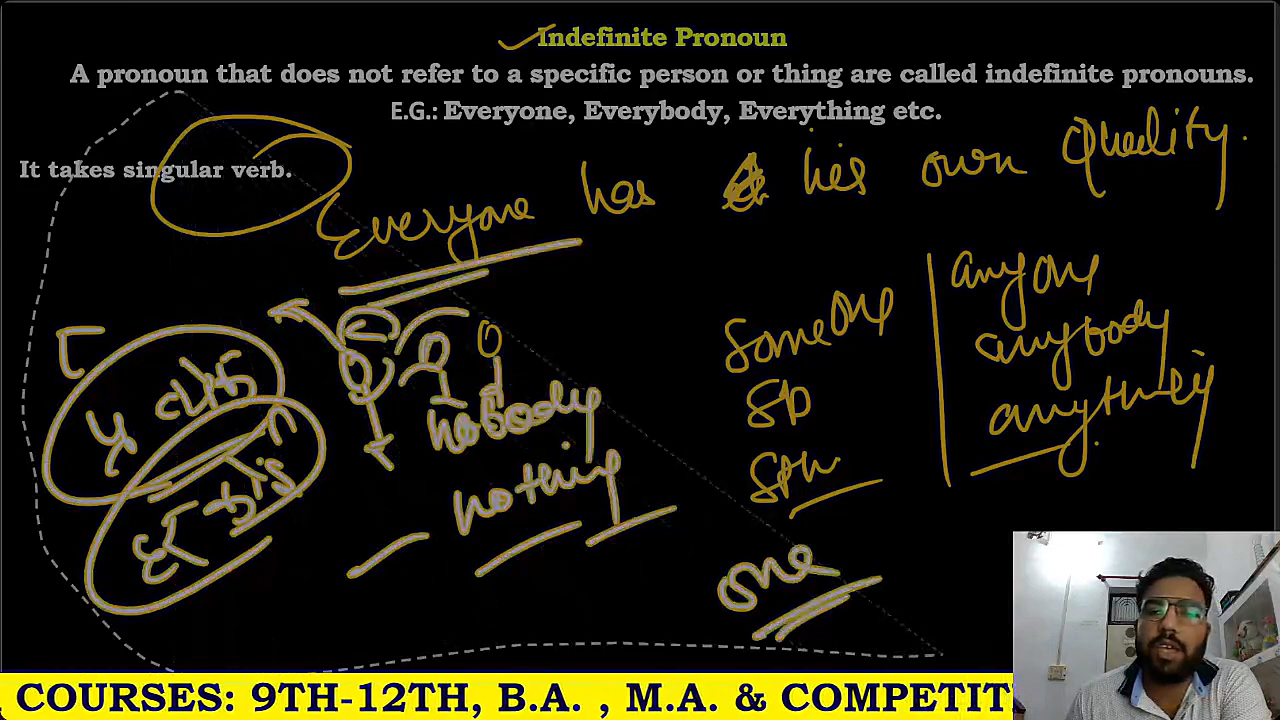 Indefinite Pronoun
A pronoun that does not refer to a specific person or thing are called indefinite pronouns.
E.G.: Everyone, Everybody, Everything etc.
It takes singular verb.
Everyone has his own Quality.
Someone
SB
Sth
anyone
anybody
anything
nobody
nothing
one
COURSES: 9TH-12TH, B.A. , M.A. & COMPETIT